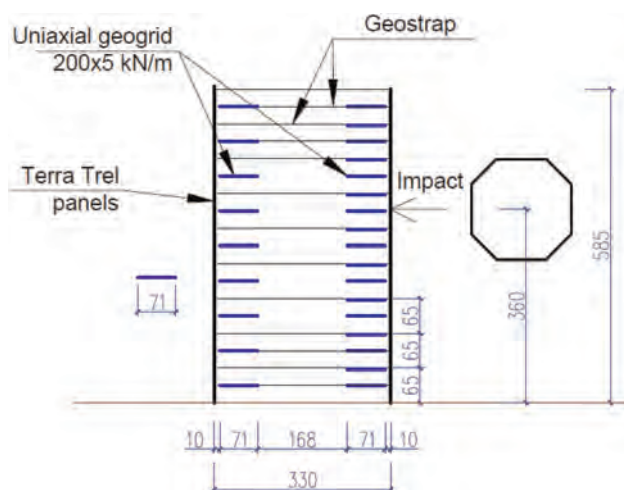 Uniaxial geogrid
200x5 kN/m
Geostrap
Terra Trel
panels
Impact
71
65
65
65
360
585
10
71
168
71
10
330